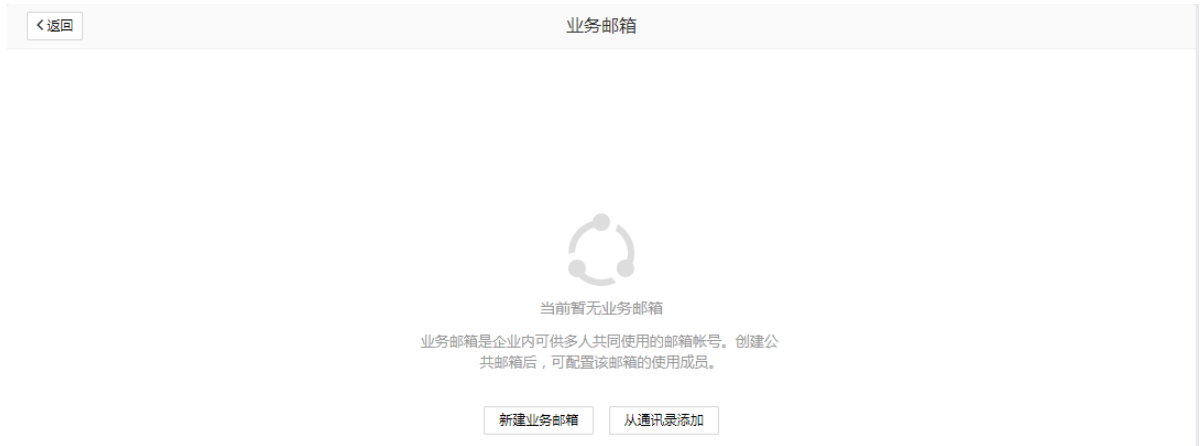 返回
业务邮箱
当前暂无业务邮箱
业务邮箱是企业内可供多人共同使用的邮箱帐号。创建公
共邮箱后，可配置该邮箱的使用成员。
新建业务邮箱 从通讯录添加